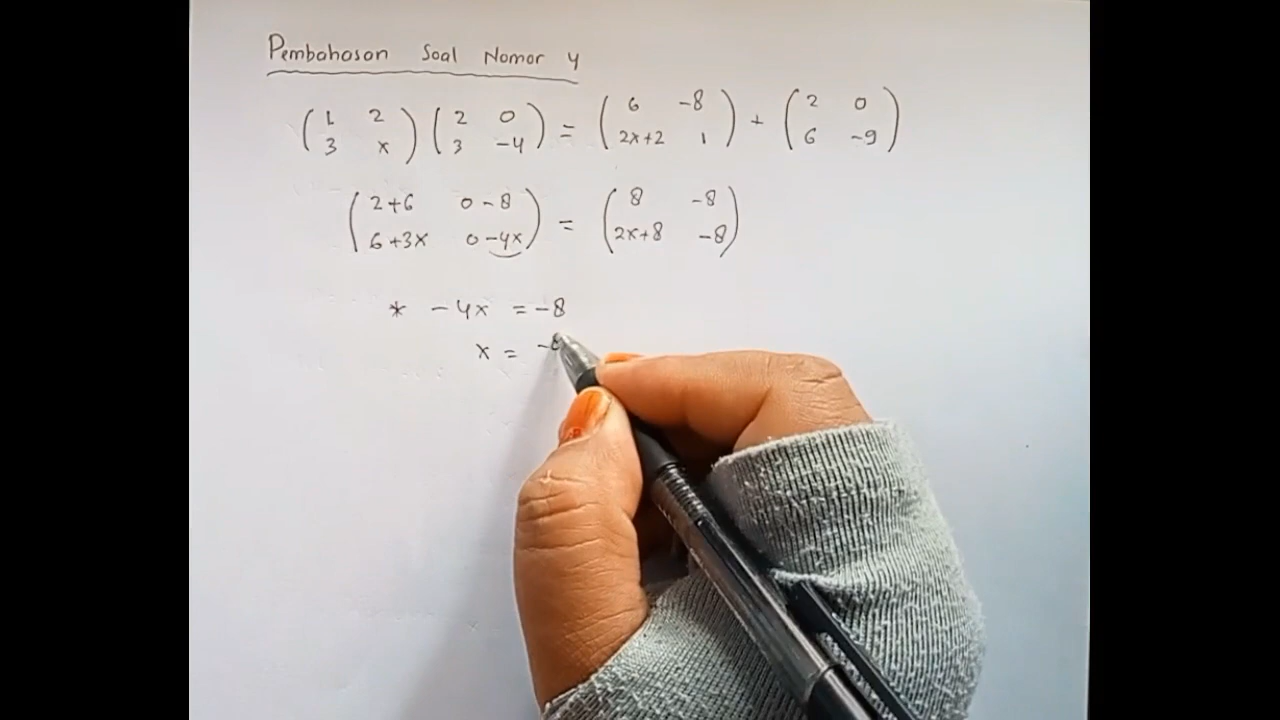 Pembahasan Soal Nomor 4
( 1 2 ) ( 2 0 ) = ( 6 -8 ) + ( 2 0 )
( 3 x ) ( 3 -4 ) ( 2x+2 1 ) ( 6 -9 )
( 2+6 0-8 ) = ( 8 -8 )
( 6+3x 0-4x ) ( 2x+8 -8 )
* -4x = -8
x = -8